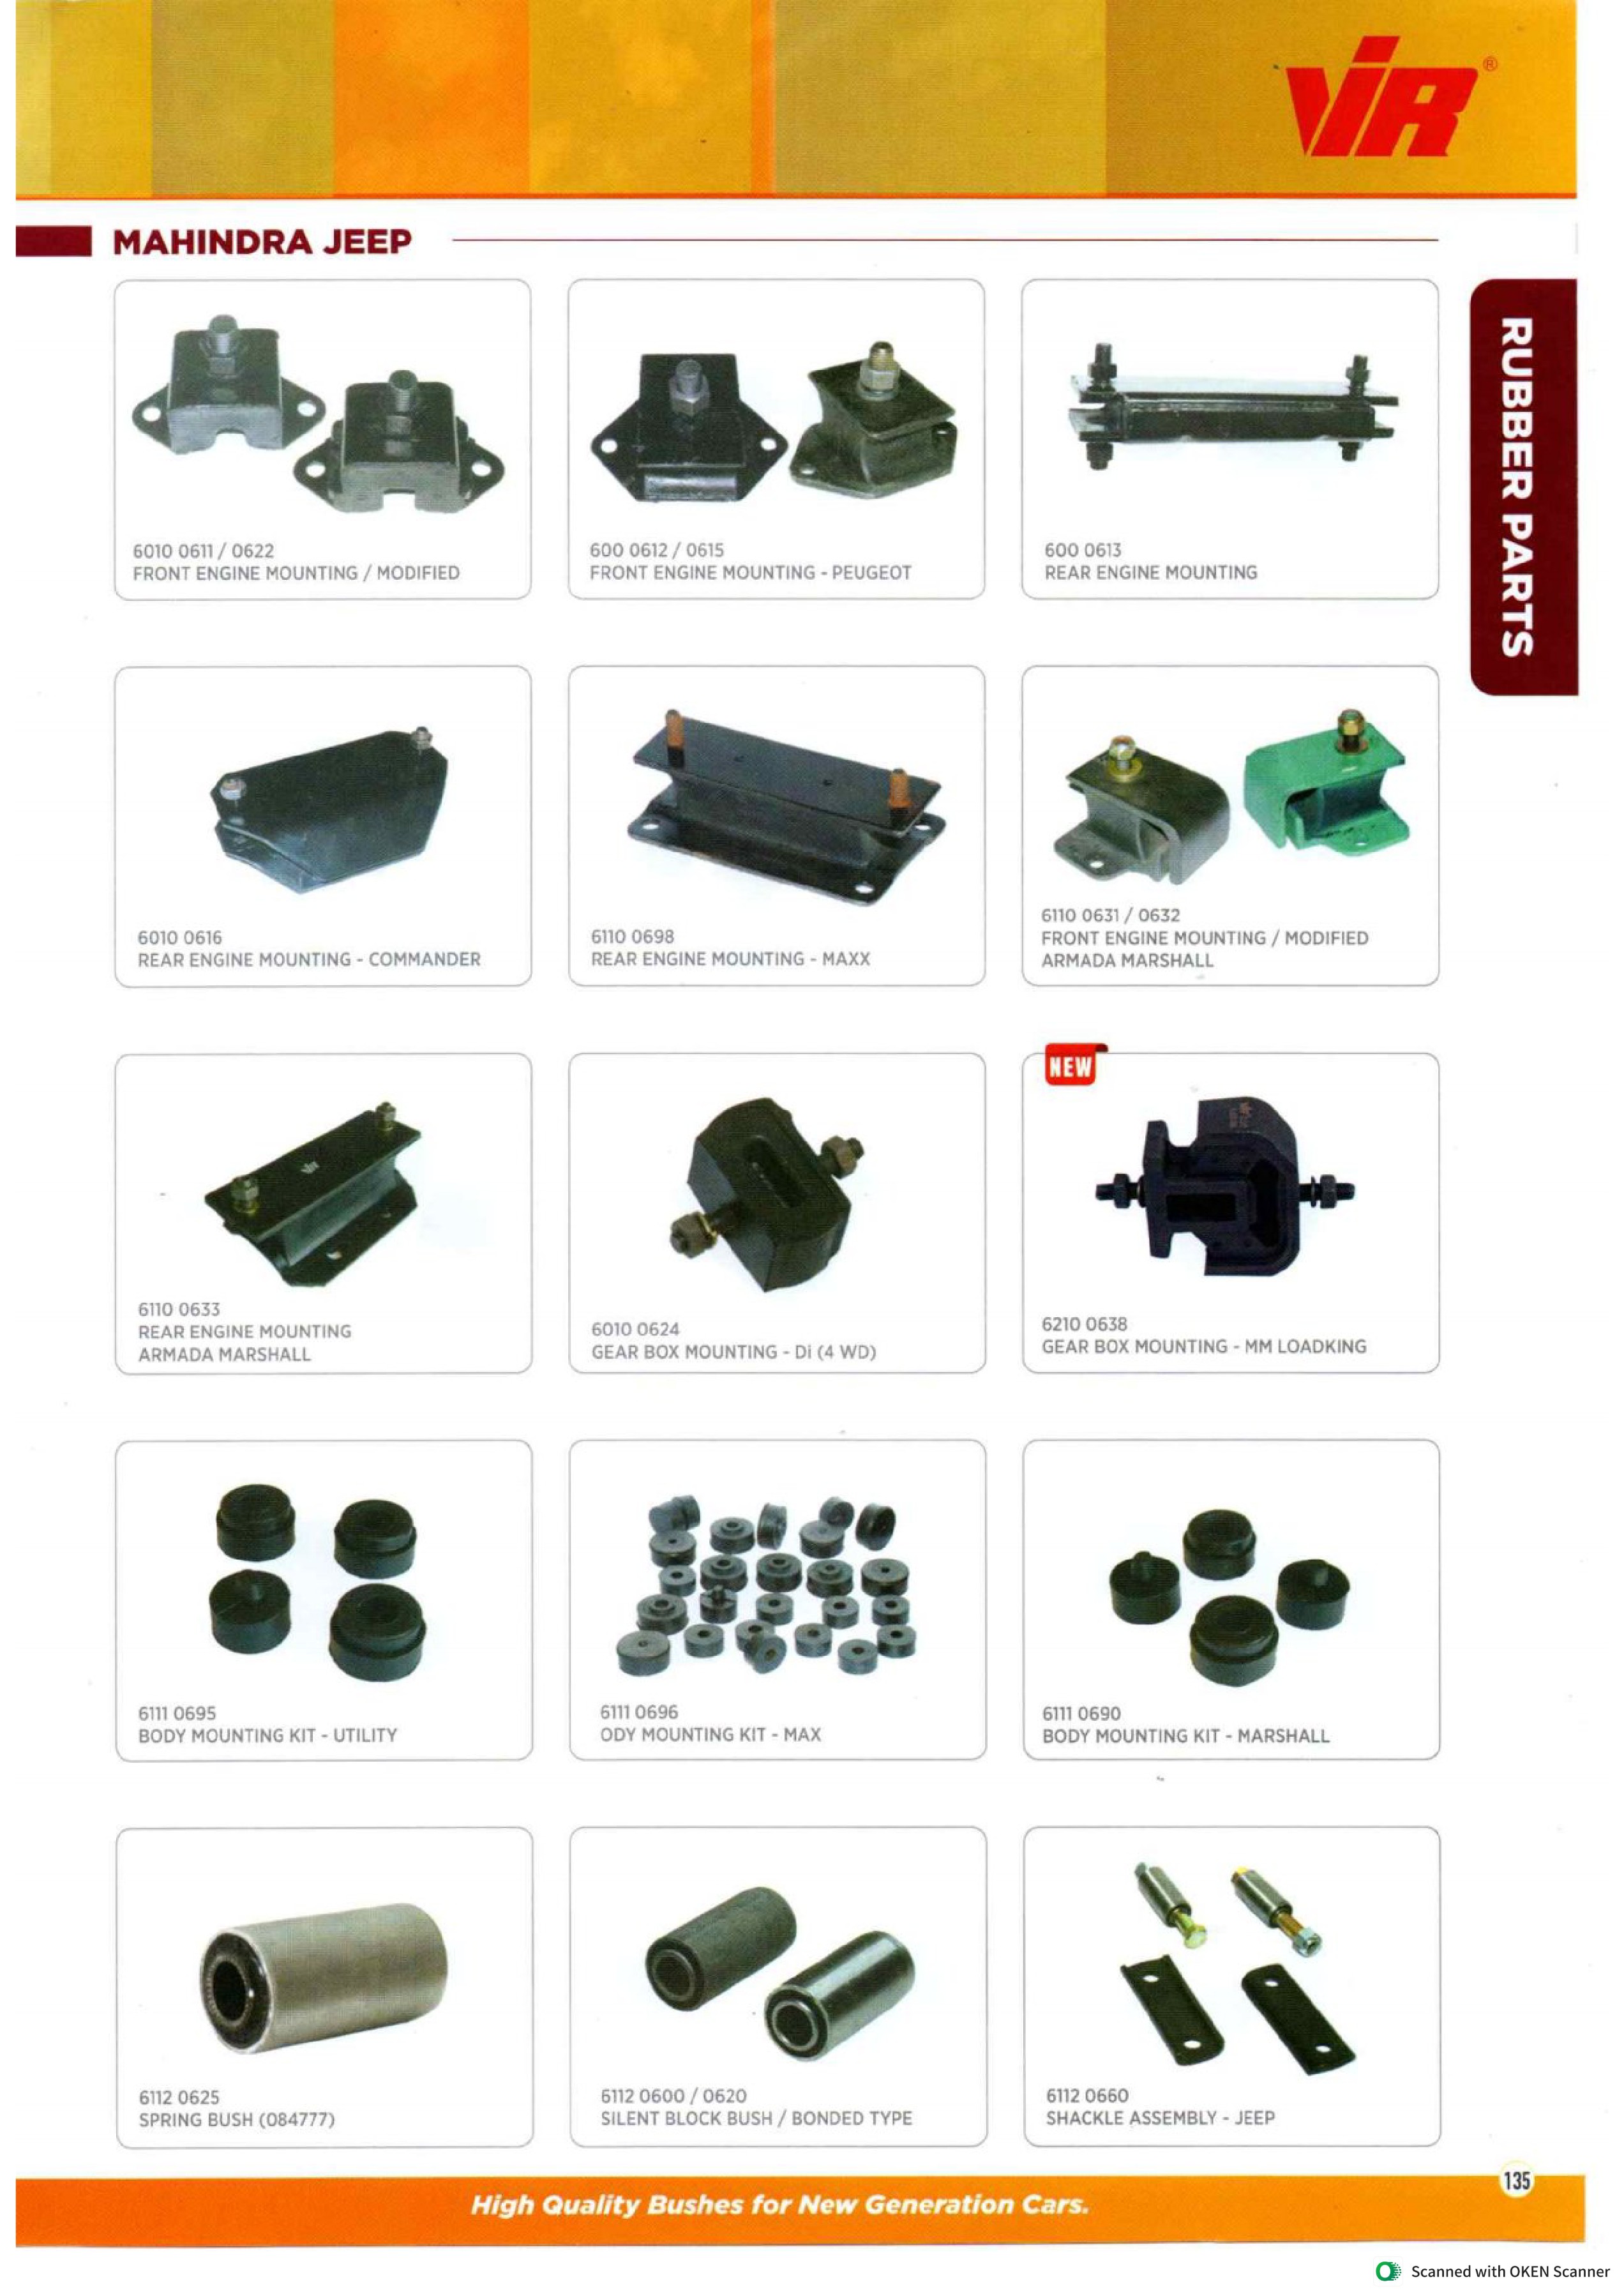 ViR®
MAHINDRA JEEP
RUBBER PARTS
6010 0611 / 0622
FRONT ENGINE MOUNTING / MODIFIED
600 0612 / 0615
FRONT ENGINE MOUNTING - PEUGEOT
600 0613
REAR ENGINE MOUNTING
6010 0616
REAR ENGINE MOUNTING - COMMANDER
6110 0698
REAR ENGINE MOUNTING - MAXX
6110 0631 / 0632
FRONT ENGINE MOUNTING / MODIFIED
ARMADA MARSHALL
6110 0633
REAR ENGINE MOUNTING
ARMADA MARSHALL
6010 0624
GEAR BOX MOUNTING - Di (4 WD)
NEW
6210 0638
GEAR BOX MOUNTING - MM LOADKING
6111 0695
BODY MOUNTING KIT - UTILITY
6111 0696
ODY MOUNTING KIT - MAX
6111 0690
BODY MOUNTING KIT - MARSHALL
6112 0625
SPRING BUSH (084777)
6112 0600 / 0620
SILENT BLOCK BUSH / BONDED TYPE
6112 0660
SHACKLE ASSEMBLY - JEEP
135
High Quality Bushes for New Generation Cars.
Scanned with OKEN Scanner